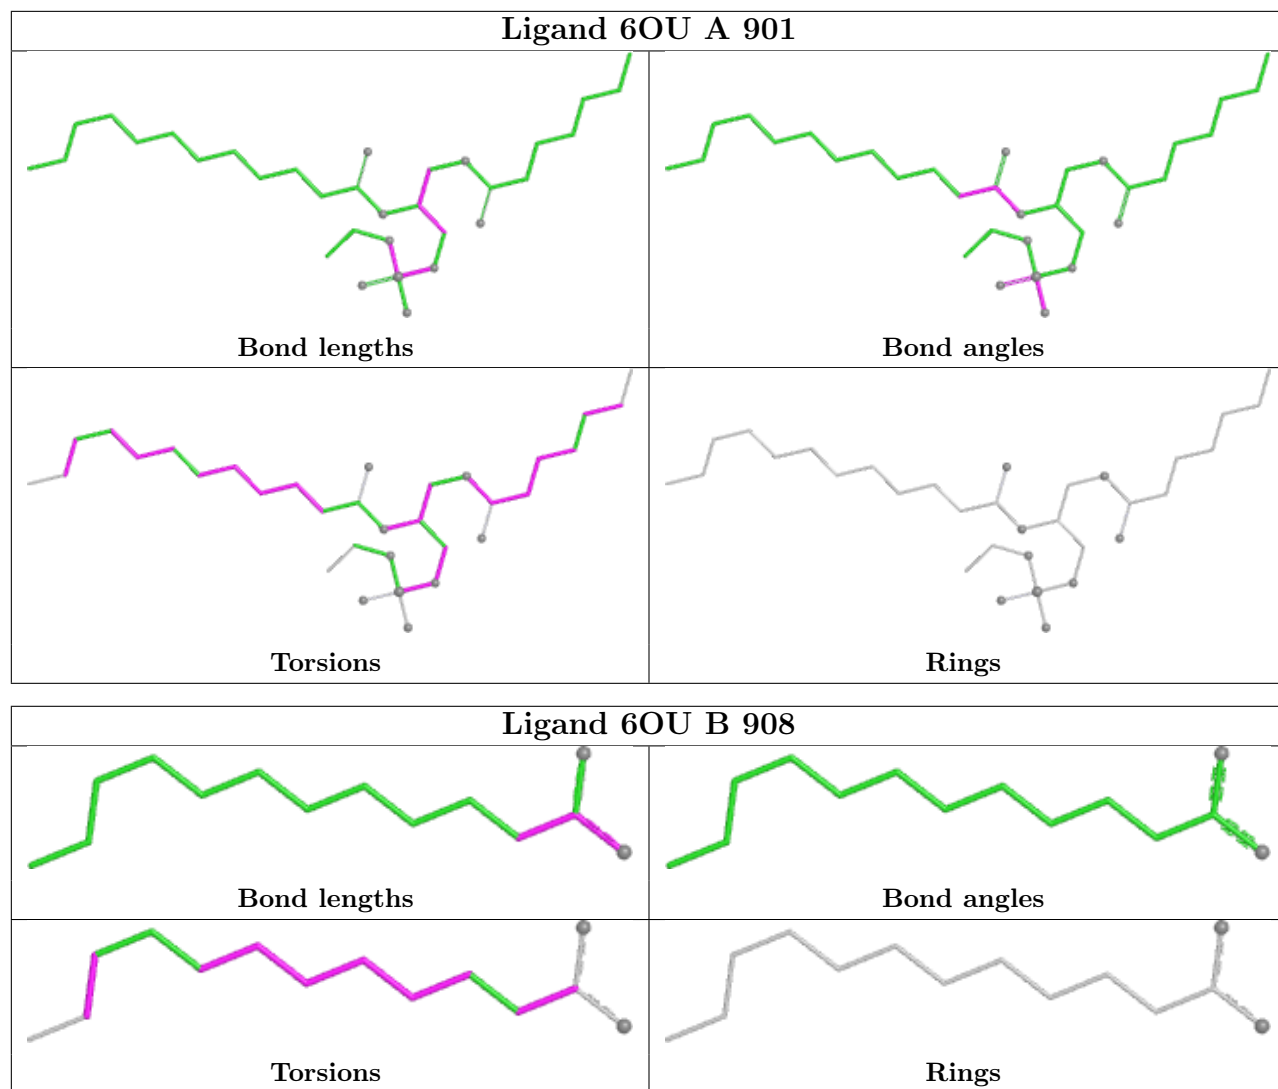 Ligand 6OU A 901
Bond lengths
Bond angles
Torsions
Rings
Ligand 6OU B 908
Bond lengths
Bond angles
Torsions
Rings